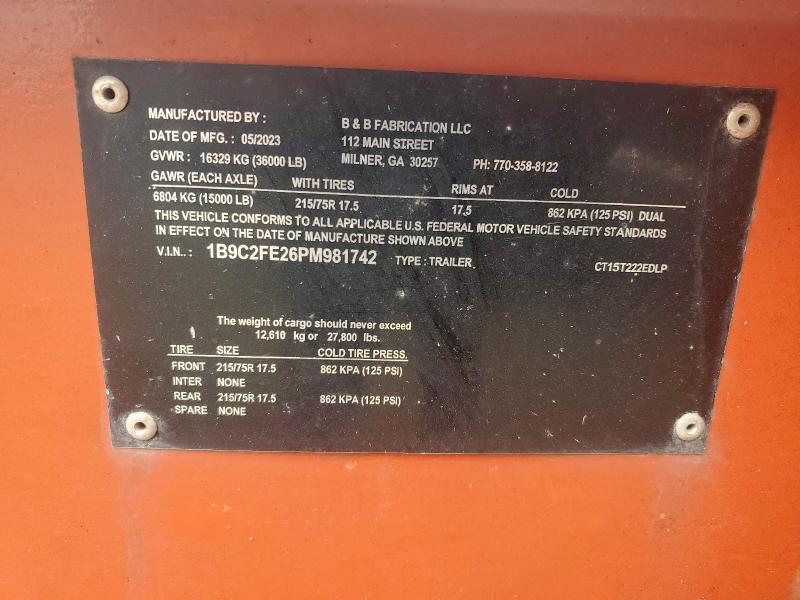 MANUFACTURED BY : B & B FABRICATION LLC
DATE OF MFG. : 05/2023 112 MAIN STREET
GVWR : 16329 KG (36000 LB) MILNER, GA 30257 PH: 770-358-8122
GAWR (EACH AXLE) WITH TIRES RIMS AT COLD
6804 KG (15000 LB) 215/75R 17.5 17.5 862 KPA (125 PSI) DUAL
THIS VEHICLE CONFORMS TO ALL APPLICABLE U.S. FEDERAL MOTOR VEHICLE SAFETY STANDARDS
IN EFFECT ON THE DATE OF MANUFACTURE SHOWN ABOVE
V.I.N.. : 1B9C2FE26PM981742 TYPE : TRAILER CT15T222EDLP
The weight of cargo should never exceed
12,610 kg or 27,800 lbs.
TIRE SIZE COLD TIRE PRESS.
FRONT 215/75R 17.5 862 KPA (125 PSI)
INTER NONE
REAR 215/75R 17.5 862 KPA (125 PSI)
SPARE NONE